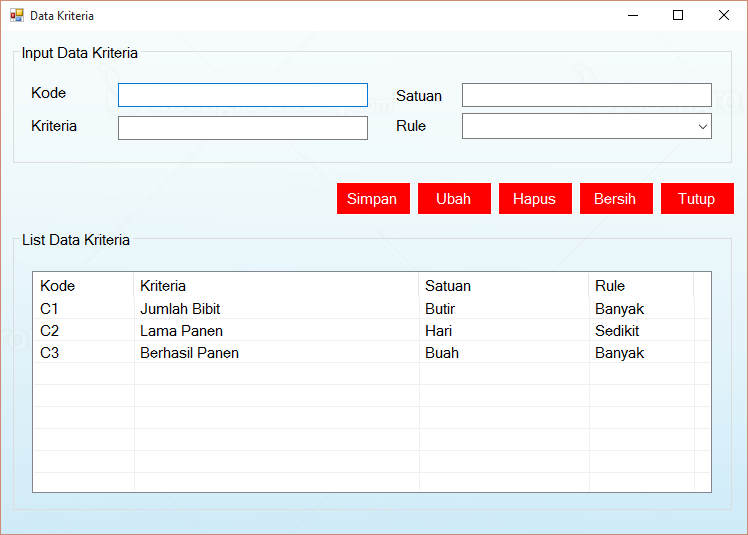 Data Kriteria
Input Data Kriteria
Kode
Satuan
Kriteria
Rule
Simpan Ubah Hapus Bersih Tutup
List Data Kriteria
Kode Kriteria Satuan Rule
C1 Jumlah Bibit Butir Banyak
C2 Lama Panen Hari Sedikit
C3 Berhasil Panen Buah Banyak